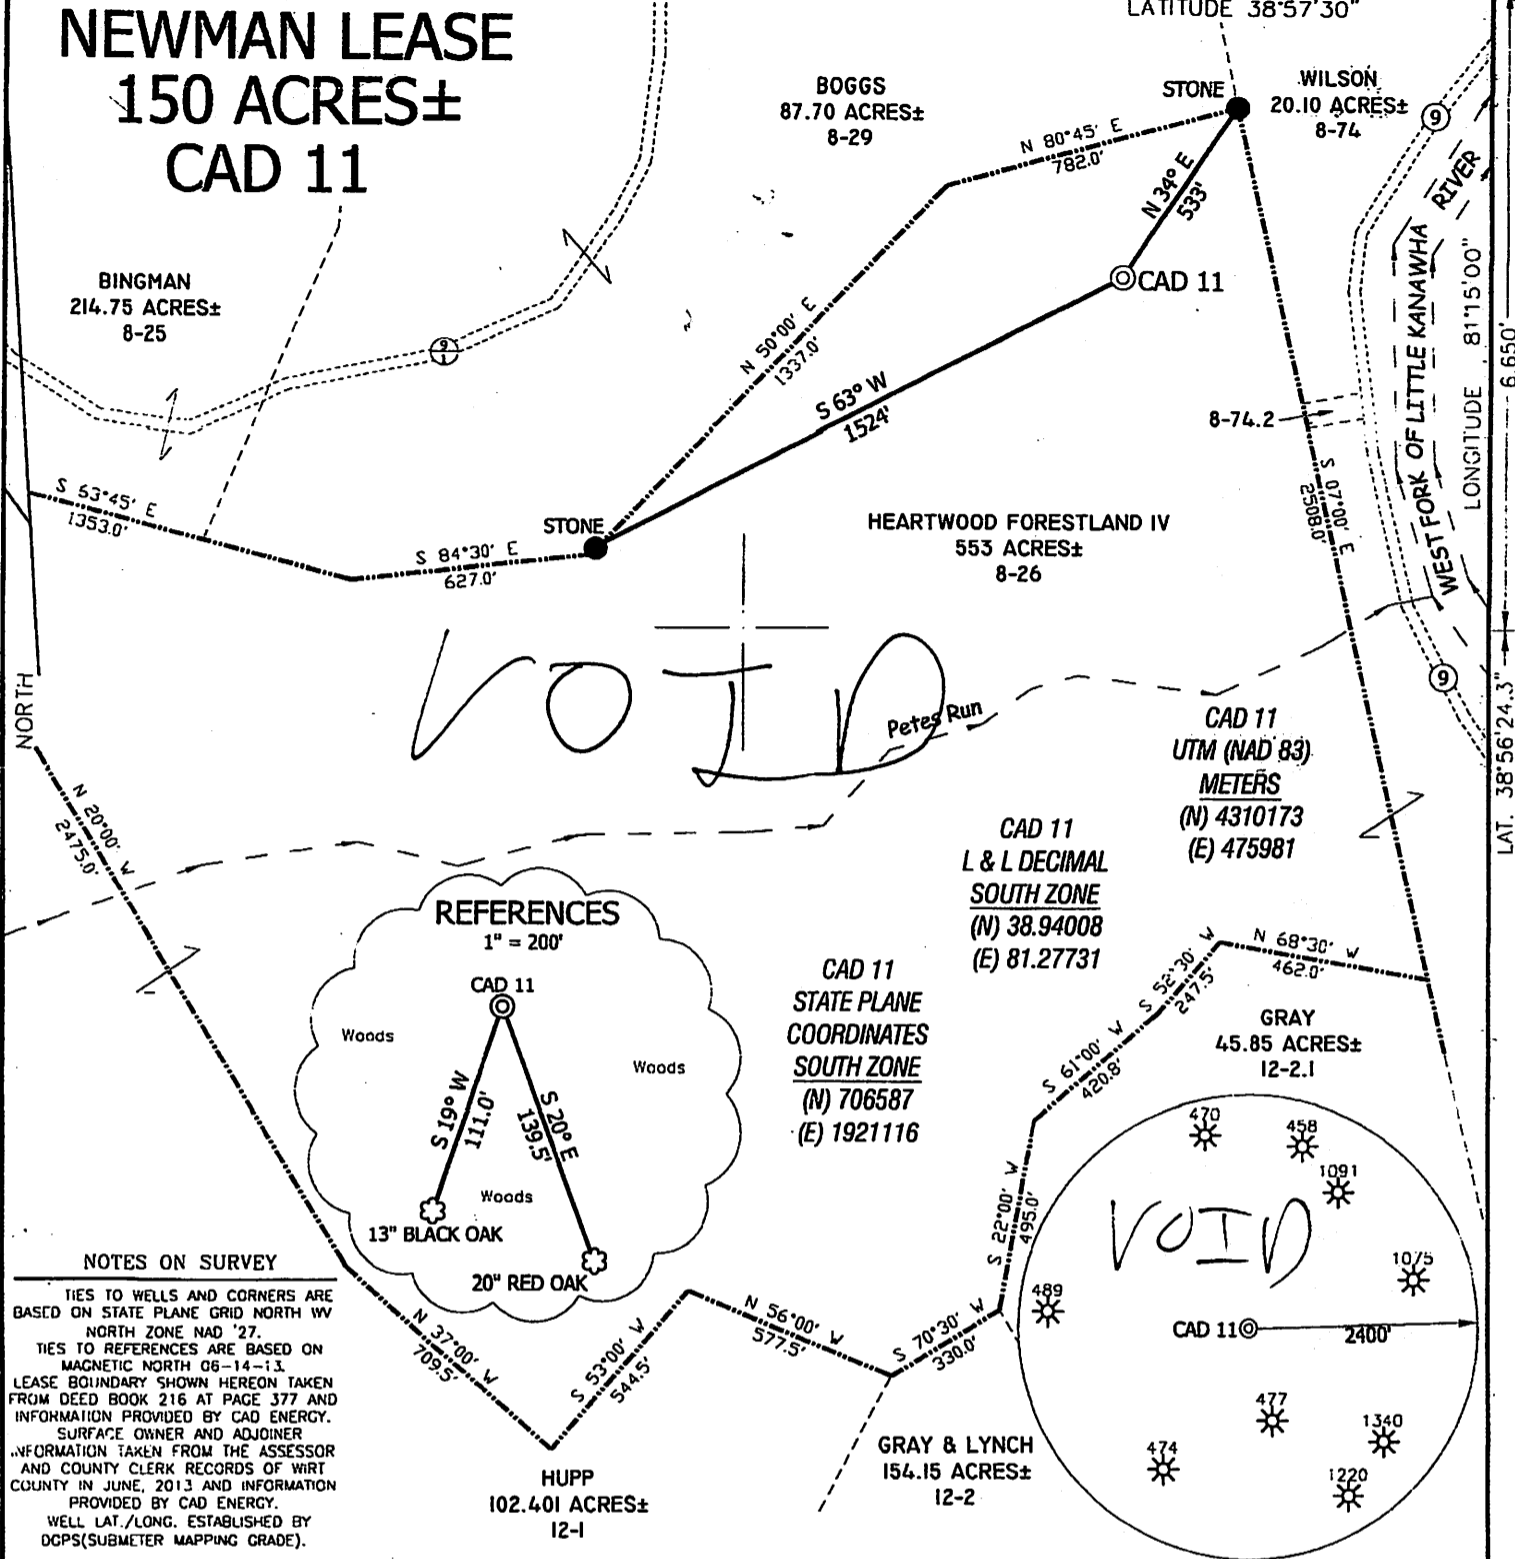 NEWMAN LEASE
150 ACRES±
CAD 11
LATITUDE 38°57'30"
BOGGS
87.70 ACRES±
8-29
STONE
WILSON
20.10 ACRES±
8-74
9
N 80°45' E
782.0'
N 34° E
533'
CAD 11
BINGMAN
214.75 ACRES±
8-25
9
1
N 50°00' E
1337.0'
S 63° W
1524'
8-74.2
WEST FORK OF LITTLE KANAWHA RIVER
LONGITUDE 81°15'00"
6,650'
S 63°45' E
1353.0'
S 84°30' E
627.0'
STONE
HEARTWOOD FORESTLAND IV
553 ACRES±
8-26
S 07°00' E
2508.0'
VOID
Petes Run
9
LAT. 38°56'24.3"
NORTH
CAD 11
UTM (NAD 83)
METERS
(N) 4310173
(E) 475981
CAD 11
L & L DECIMAL
SOUTH ZONE
(N) 38.94008
(E) 81.27731
CAD 11
STATE PLANE
COORDINATES
SOUTH ZONE
(N) 706587
(E) 1921116
N 20°00' W
2475.0'
REFERENCES
1" = 200'
CAD 11
Woods
Woods
S 19° W
111.0'
S 20° E
139.5'
Woods
13" BLACK OAK
20" RED OAK
N 68°30' W
462.0'
S 52°30' W
247.5'
S 61°00' W
420.8'
GRAY
45.85 ACRES±
12-2.1
S 22°00' W
495.0'
470
458
1091
VOID
1075
489
CAD 11
2400'
477
1340
474
1220
N 56°00' W
577.5'
S 70°30' W
330.0'
N 37°00' W
709.5'
S 53°00' W
544.5'
HUPP
102.401 ACRES±
12-1
GRAY & LYNCH
154.15 ACRES±
12-2
NOTES ON SURVEY
TIES TO WELLS AND CORNERS ARE
BASED ON STATE PLANE GRID NORTH WV
NORTH ZONE NAD '27.
TIES TO REFERENCES ARE BASED ON
MAGNETIC NORTH 06-14-13.
LEASE BOUNDARY SHOWN HEREON TAKEN
FROM DEED BOOK 216 AT PAGE 377 AND
INFORMATION PROVIDED BY CAD ENERGY.
SURFACE OWNER AND ADJOINER
INFORMATION TAKEN FROM THE ASSESSOR
AND COUNTY CLERK RECORDS OF WIRT
COUNTY IN JUNE, 2013 AND INFORMATION
PROVIDED BY CAD ENERGY.
WELL LAT./LONG. ESTABLISHED BY
DGPS(SUBMETER MAPPING GRADE).